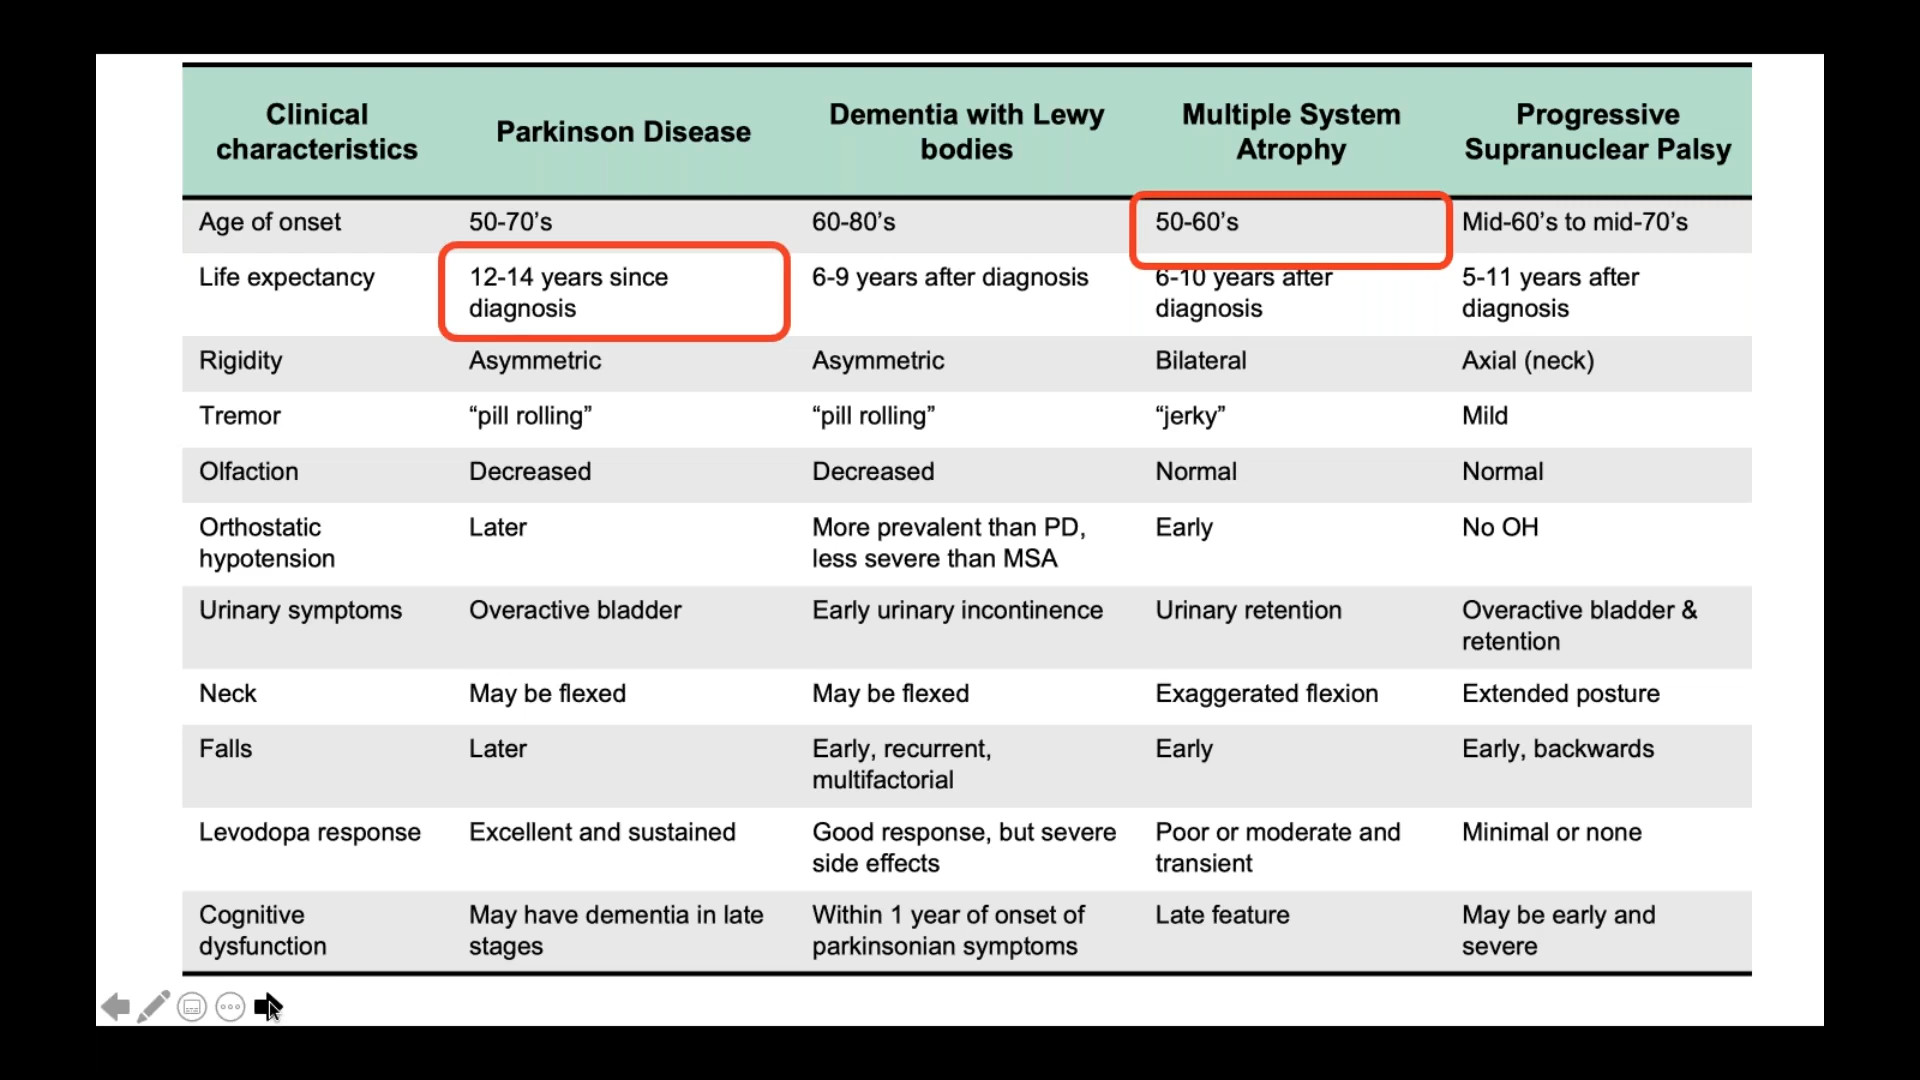 Clinical characteristics
Parkinson Disease
Dementia with Lewy bodies
Multiple System Atrophy
Progressive Supranuclear Palsy
Age of onset
50-70’s
60-80’s
50-60’s
Mid-60’s to mid-70’s
Life expectancy
12-14 years since
diagnosis
6-9 years after diagnosis
6-10 years after
diagnosis
5-11 years after
diagnosis
Rigidity
Asymmetric
Asymmetric
Bilateral
Axial (neck)
Tremor
“pill rolling”
“pill rolling”
“jerky”
Mild
Olfaction
Decreased
Decreased
Normal
Normal
Orthostatic
hypotension
Later
More prevalent than PD,
less severe than MSA
Early
No OH
Urinary symptoms
Overactive bladder
Early urinary incontinence
Urinary retention
Overactive bladder &
retention
Neck
May be flexed
May be flexed
Exaggerated flexion
Extended posture
Falls
Later
Early, recurrent,
multifactorial
Early
Early, backwards
Levodopa response
Excellent and sustained
Good response, but severe
side effects
Poor or moderate and
transient
Minimal or none
Cognitive
dysfunction
May have dementia in late
stages
Within 1 year of onset of
parkinsonian symptoms
Late feature
May be early and
severe